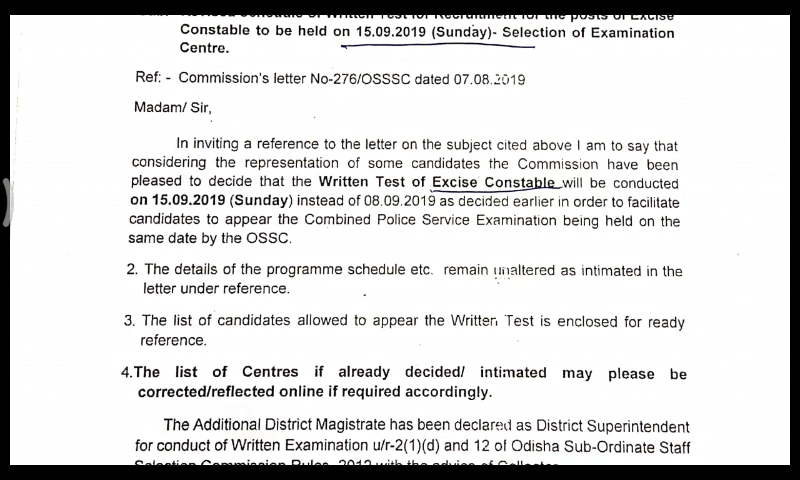 Sub:- Revised schedule of Written Test for Recruitment for the posts of Excise
Constable to be held on 15.09.2019 (Sunday)- Selection of Examination
Centre.
Ref: - Commission's letter No-276/OSSSC dated 07.08.2019
Madam/ Sir,
In inviting a reference to the letter on the subject cited above I am to say that
considering the representation of some candidates the Commission have been
pleased to decide that the Written Test of Excise Constable will be conducted
on 15.09.2019 (Sunday) instead of 08.09.2019 as decided earlier in order to facilitate
candidates to appear the Combined Police Service Examination being held on the
same date by the OSSC.
2. The details of the programme schedule etc. remain unaltered as intimated in the
letter under reference.
3. The list of candidates allowed to appear the Written Test is enclosed for ready
reference.
4.The list of Centres if already decided/ intimated may please be
corrected/reflected online if required accordingly.
The Additional District Magistrate has been declared as District Superintendent
for conduct of Written Examination u/r-2(1)(d) and 12 of Odisha Sub-Ordinate Staff
Selection Commission Rules, 2012 with the advice of Collector